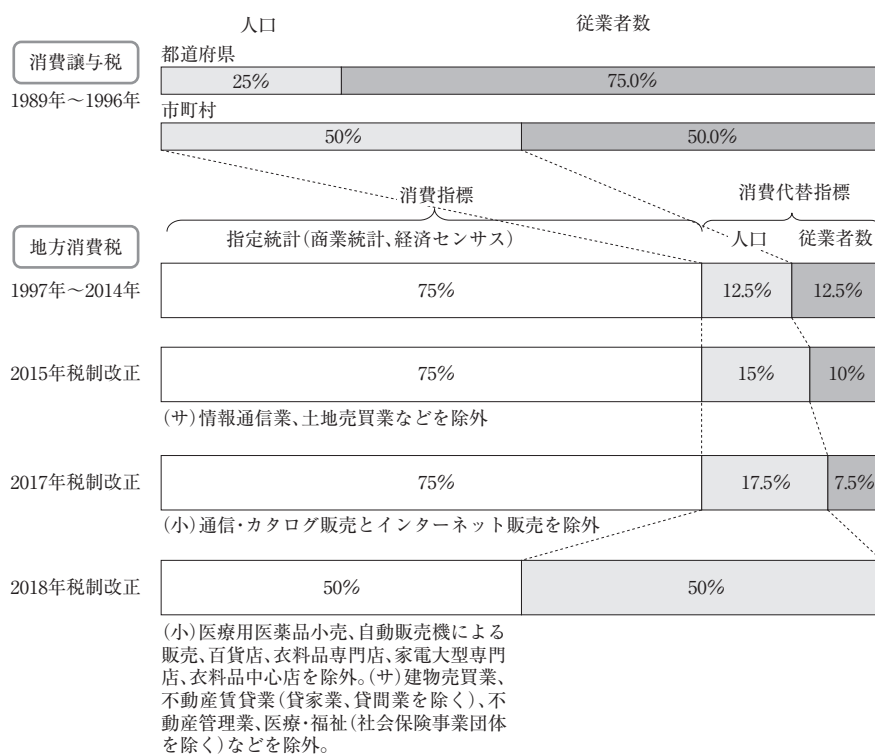 人口
従業者数
消費譲与税
1989年〜1996年
都道府県
25%
75.0%
市町村
50%
50.0%
消費指標
消費代替指標
地方消費税
1997年〜2014年
指定統計(商業統計、経済センサス)
人口
従業者数
75%
12.5%
12.5%
2015年税制改正
75%
15%
10%
(サ)情報通信業、土地売買業などを除外
2017年税制改正
75%
17.5%
7.5%
(小)通信・カタログ販売とインターネット販売を除外
2018年税制改正
50%
50%
(小)医療用医薬品小売、自動販売機による
販売、百貨店、衣料品専門店、家電大型専門
店、衣料品中心店を除外。(サ)建物売買業、
不動産賃貸業(貸家業、貸間業を除く)、不
動産管理業、医療・福祉(社会保険事業団体
を除く)などを除外。